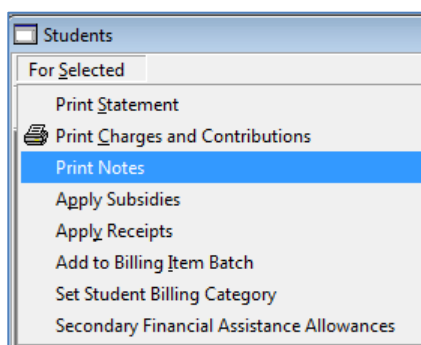 Students
For Selected
Print Statement
Print Charges and Contributions
Print Notes
Apply Subsidies
Apply Receipts
Add to Billing Item Batch
Set Student Billing Category
Secondary Financial Assistance Allowances